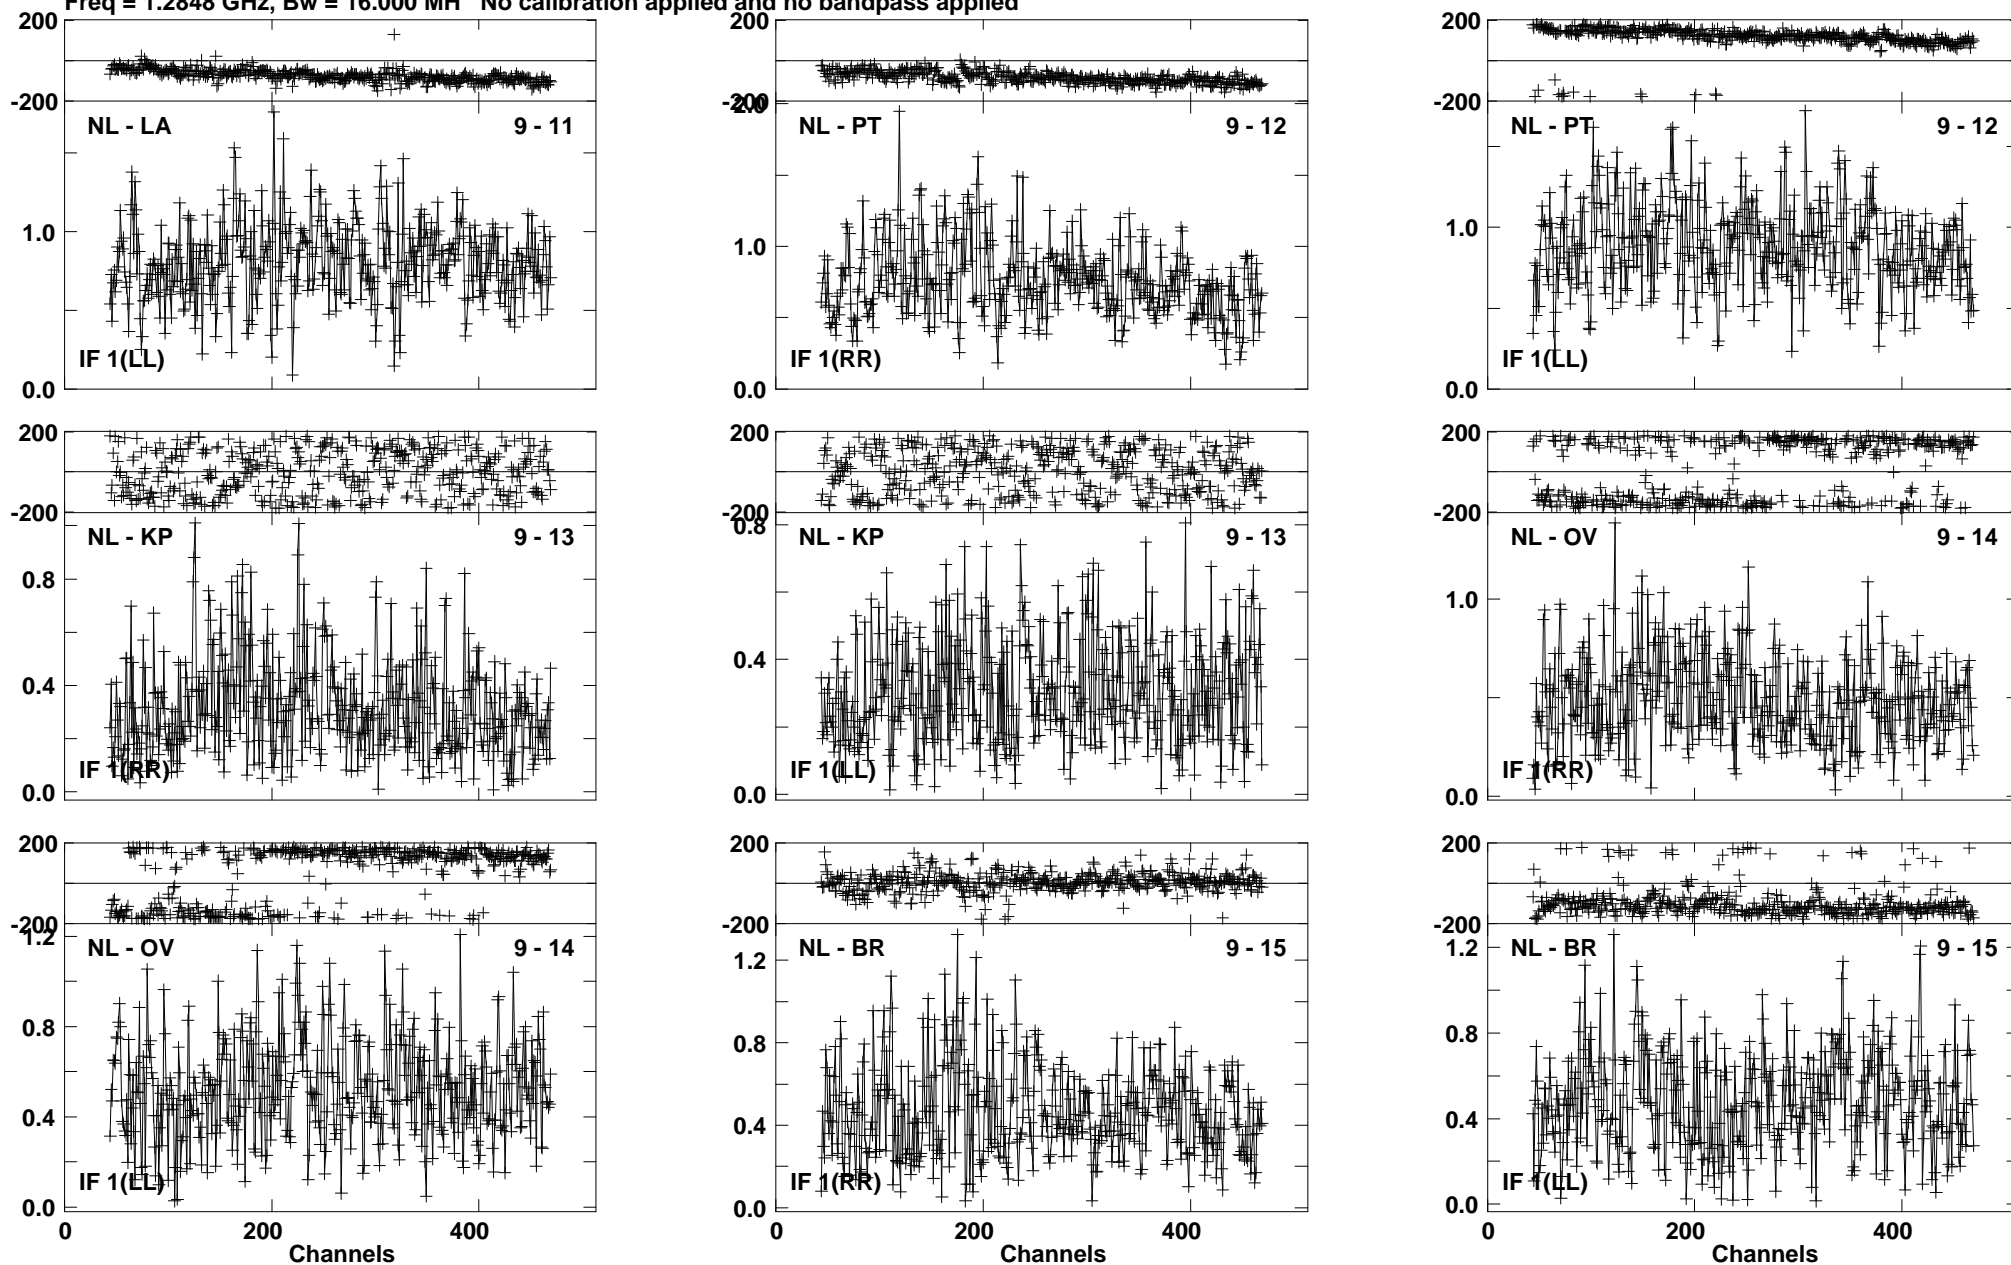 Freq = 1.2848 GHz, Bw = 16.000 MH No calibration applied and no bandpass applied
200
-200
NL - LA 9 - 11
1.0
IF 1(LL)
0.0
200
-200
2.0
NL - PT 9 - 12
1.0
IF 1(RR)
0.0
200
-200
NL - PT 9 - 12
1.0
IF 1(LL)
0.0
200
-200
NL - KP 9 - 13
0.8
0.4
IF 1(RR)
0.0
200
-200
0.8
NL - KP 9 - 13
0.4
IF 1(LL)
0.0
200
-200
NL - OV 9 - 14
1.0
IF 1(RR)
0.0
200
-200
1.2
NL - OV 9 - 14
0.8
0.4
IF 1(LL)
0.0
0 200 400
Channels
200
-200
NL - BR 9 - 15
1.2
0.8
0.4
IF 1(RR)
0.0
0 200 400
Channels
200
-200
NL - BR 9 - 15
1.2
0.8
0.4
IF 1(LL)
0.0
0 200 400
Channels